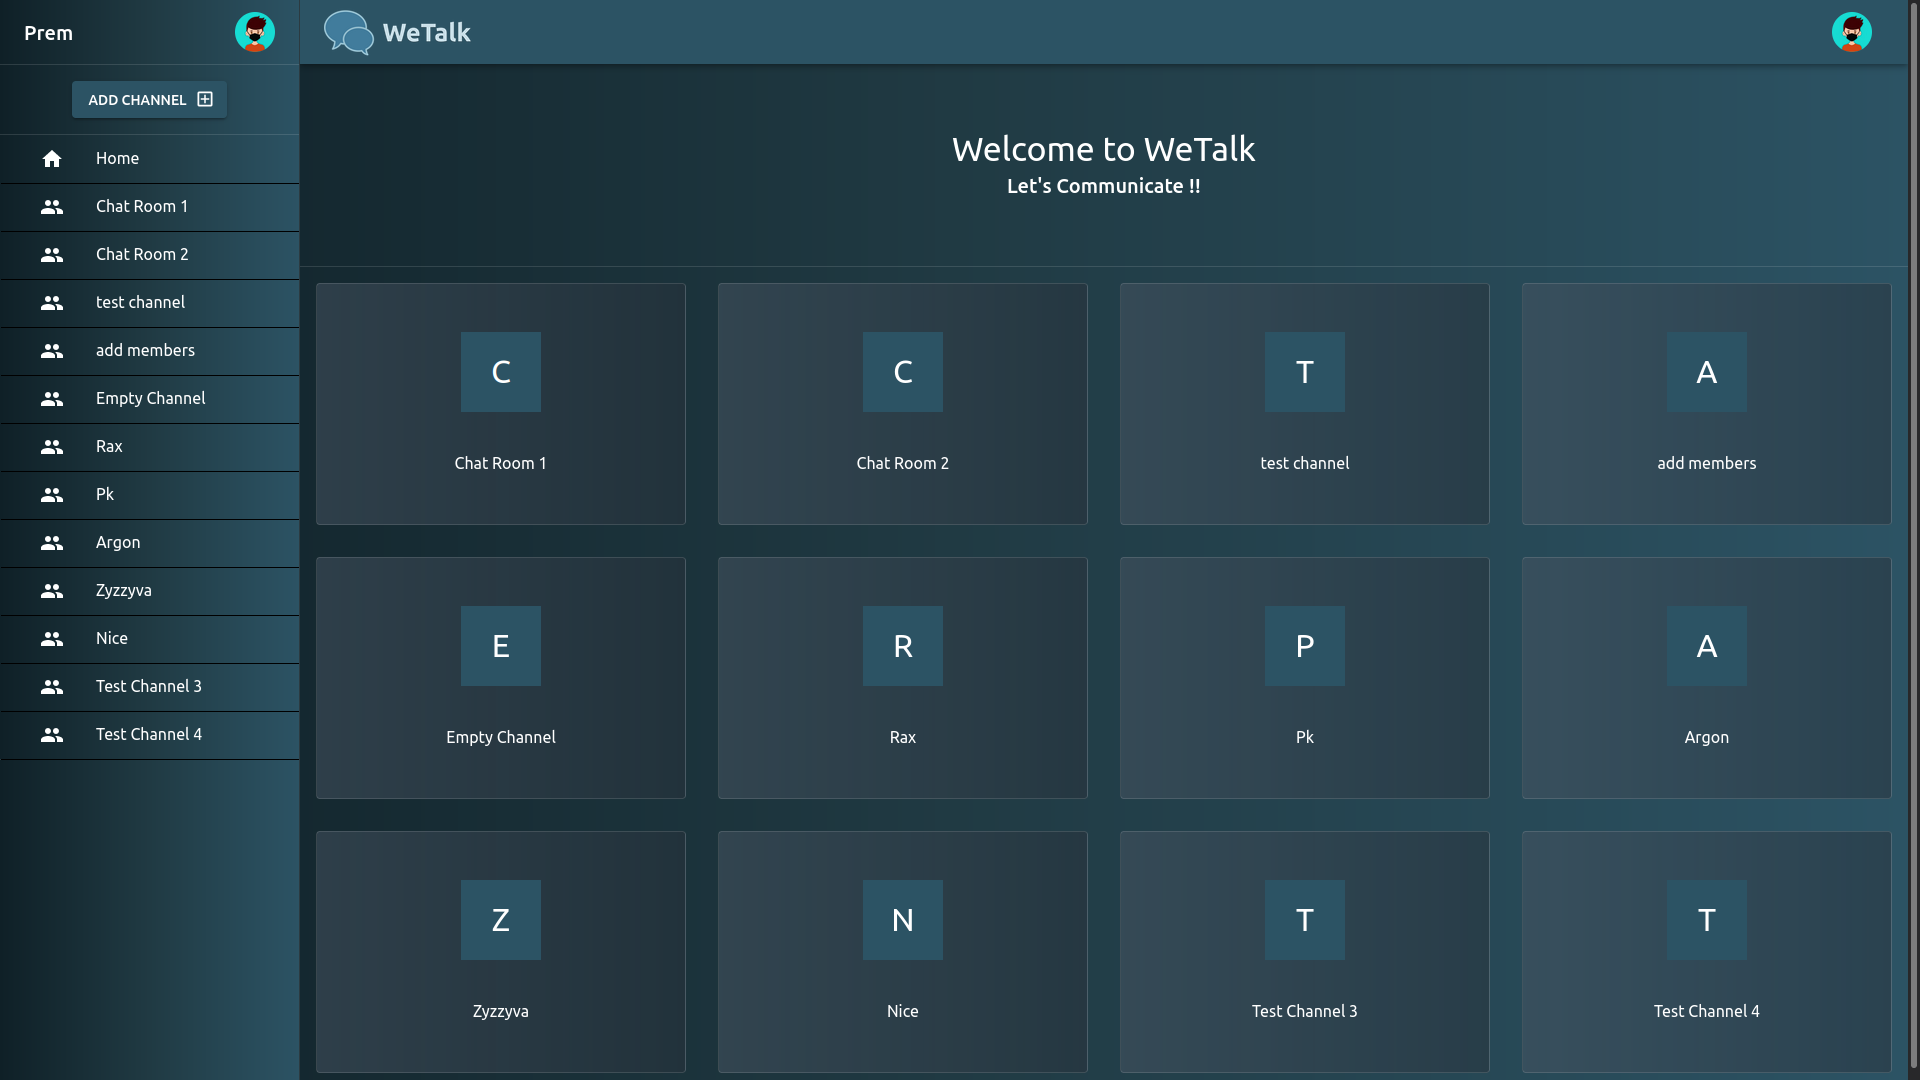 Prem
WeTalk
ADD CHANNEL
Home
Chat Room 1
Chat Room 2
test channel
add members
Empty Channel
Rax
Pk
Argon
Zyzzyva
Nice
Test Channel 3
Test Channel 4
Welcome to WeTalk
Let's Communicate !!
C
Chat Room 1
C
Chat Room 2
T
test channel
A
add members
E
Empty Channel
R
Rax
P
Pk
A
Argon
Z
Zyzzyva
N
Nice
T
Test Channel 3
T
Test Channel 4